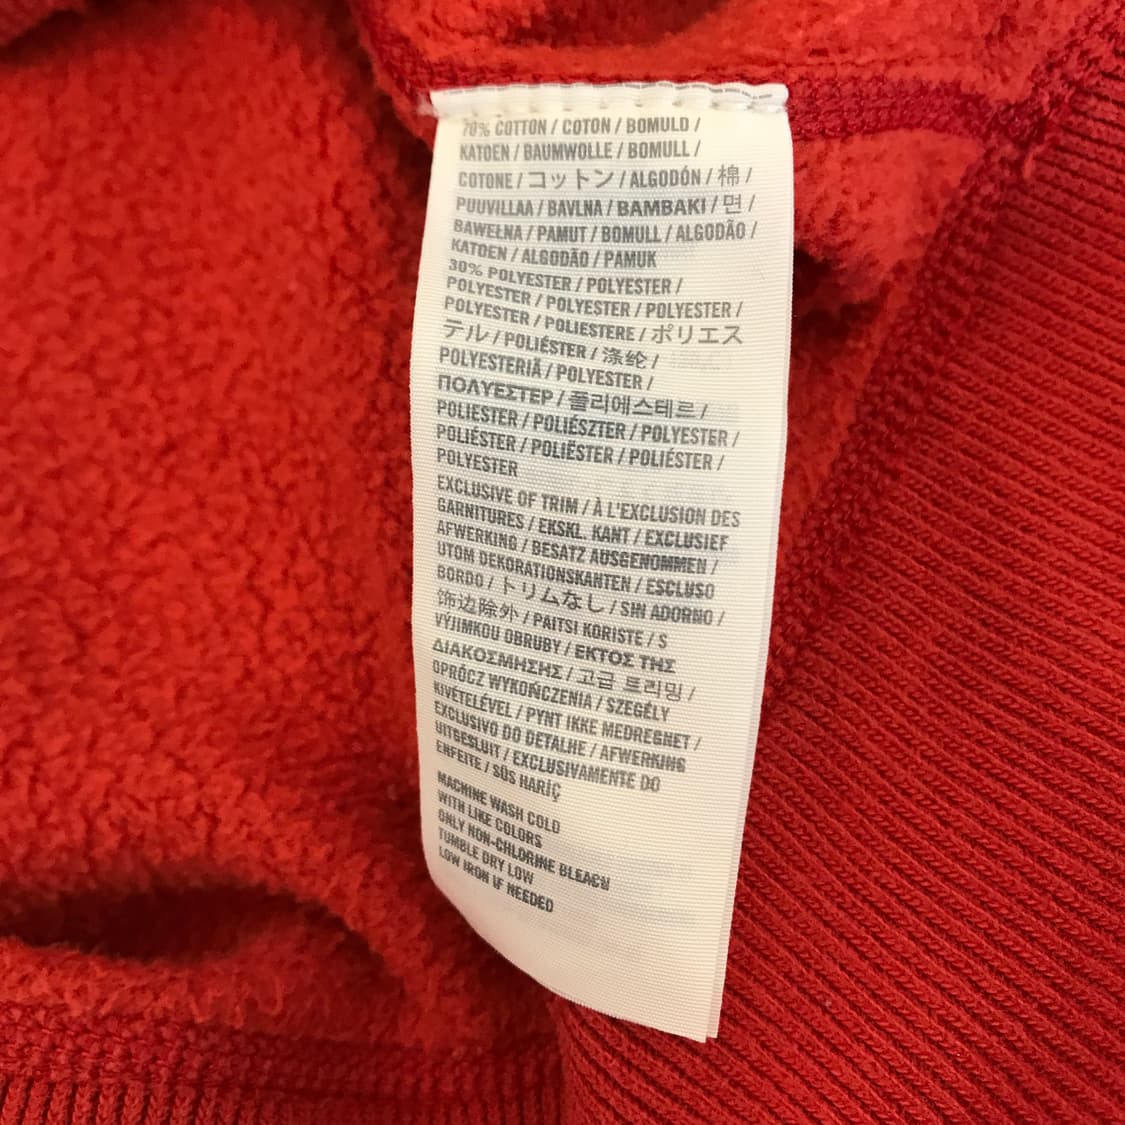 70% COTTON / COTON / BOMULD /
KATOEN / BAUMWOLLE / BOMULL /
COTONE / コットン / ALGODÓN / 棉 /
PUUVILLAA / BAVLNA / BAMBAKI / 면 /
BAWEŁNA / PAMUT / BOMULL / ALGODÃO /
KATOEN / ALGODÃO / PAMUK
30% POLYESTER / POLYESTER /
POLYESTER / POLYESTER / POLYESTER /
POLYESTER / POLIESTERE / ポリエス
テル / POLIÉSTER / 涤纶 /
POLYESTERIÄ / POLYESTER /
ΠΟΛΥΕΣΤΕΡ / 폴리에스테르 /
POLIESTER / POLIÉSZTER / POLYESTER /
POLIÉSTER / POLIËSTER / POLIÉSTER /
POLYESTER
EXCLUSIVE OF TRIM / À L'EXCLUSION DES
GARNITURES / EKSKL. KANT / EXCLUSIEF
AFWERKING / BESATZ AUSGENOMMEN /
UTOM DEKORATIONSKANTEN / ESCLUSO
BORDO / トリムなし / SIN ADORNO /
饰边除外 / PAITSI KORISTE / S
VÝJIMKOU OBRUBY / ΕΚΤΟΣ ΤΗΣ
ΔΙΑΚΟΣΜΗΣΗΣ / 고급 트리밍 /
OPRÓCZ WYKOŃCZENIA / SZEGÉLY
KIVÉTELÉVEL / PYNT IKKE MEDREGNET /
EXCLUSIVO DO DETALHE / AFWERKING
UITGESLUIT / EXCLUSIVAMENTE DO
ENFEITE / SÜS HARİÇ
MACHINE WASH COLD
WITH LIKE COLORS
ONLY NON-CHLORINE BLEACH
TUMBLE DRY LOW
LOW IRON IF NEEDED